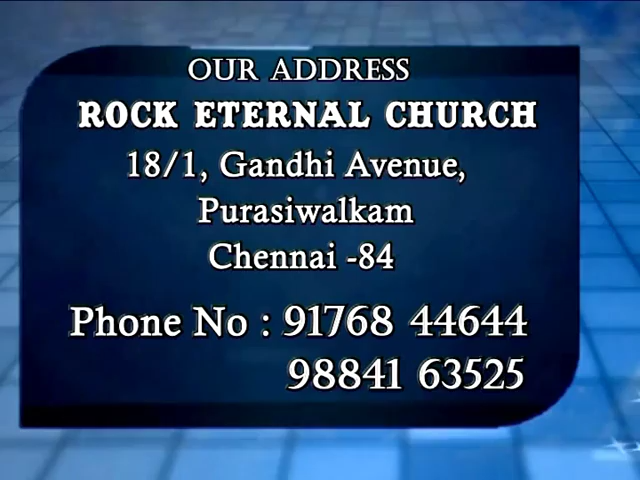 OUR ADDRESS
ROCK ETERNAL CHURCH
18/1, Gandhi Avenue,
Purasiwalkam
Chennai -84
Phone No : 91768 44644
98841 63525